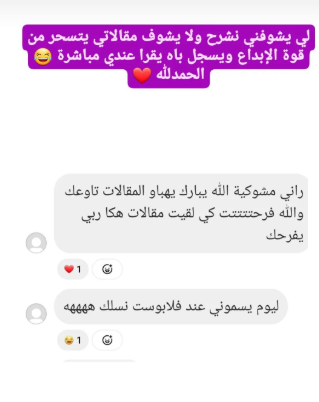 لي يشوفني نشرح ولا يشوف مقالاتي يتسحر من
قوة الإبداع ويسجل باه يقرا عندي مباشرة 😂
الحمدلله ❤️
راني مشوكية الله يبارك يهباو المقالات تاوعك
والله فرحتتتتت كي لقيت مقالات هكا ربي
يفرحك
❤️ 1
ليوم يسموني عند فلابوست نسلك هههههه
😂 1